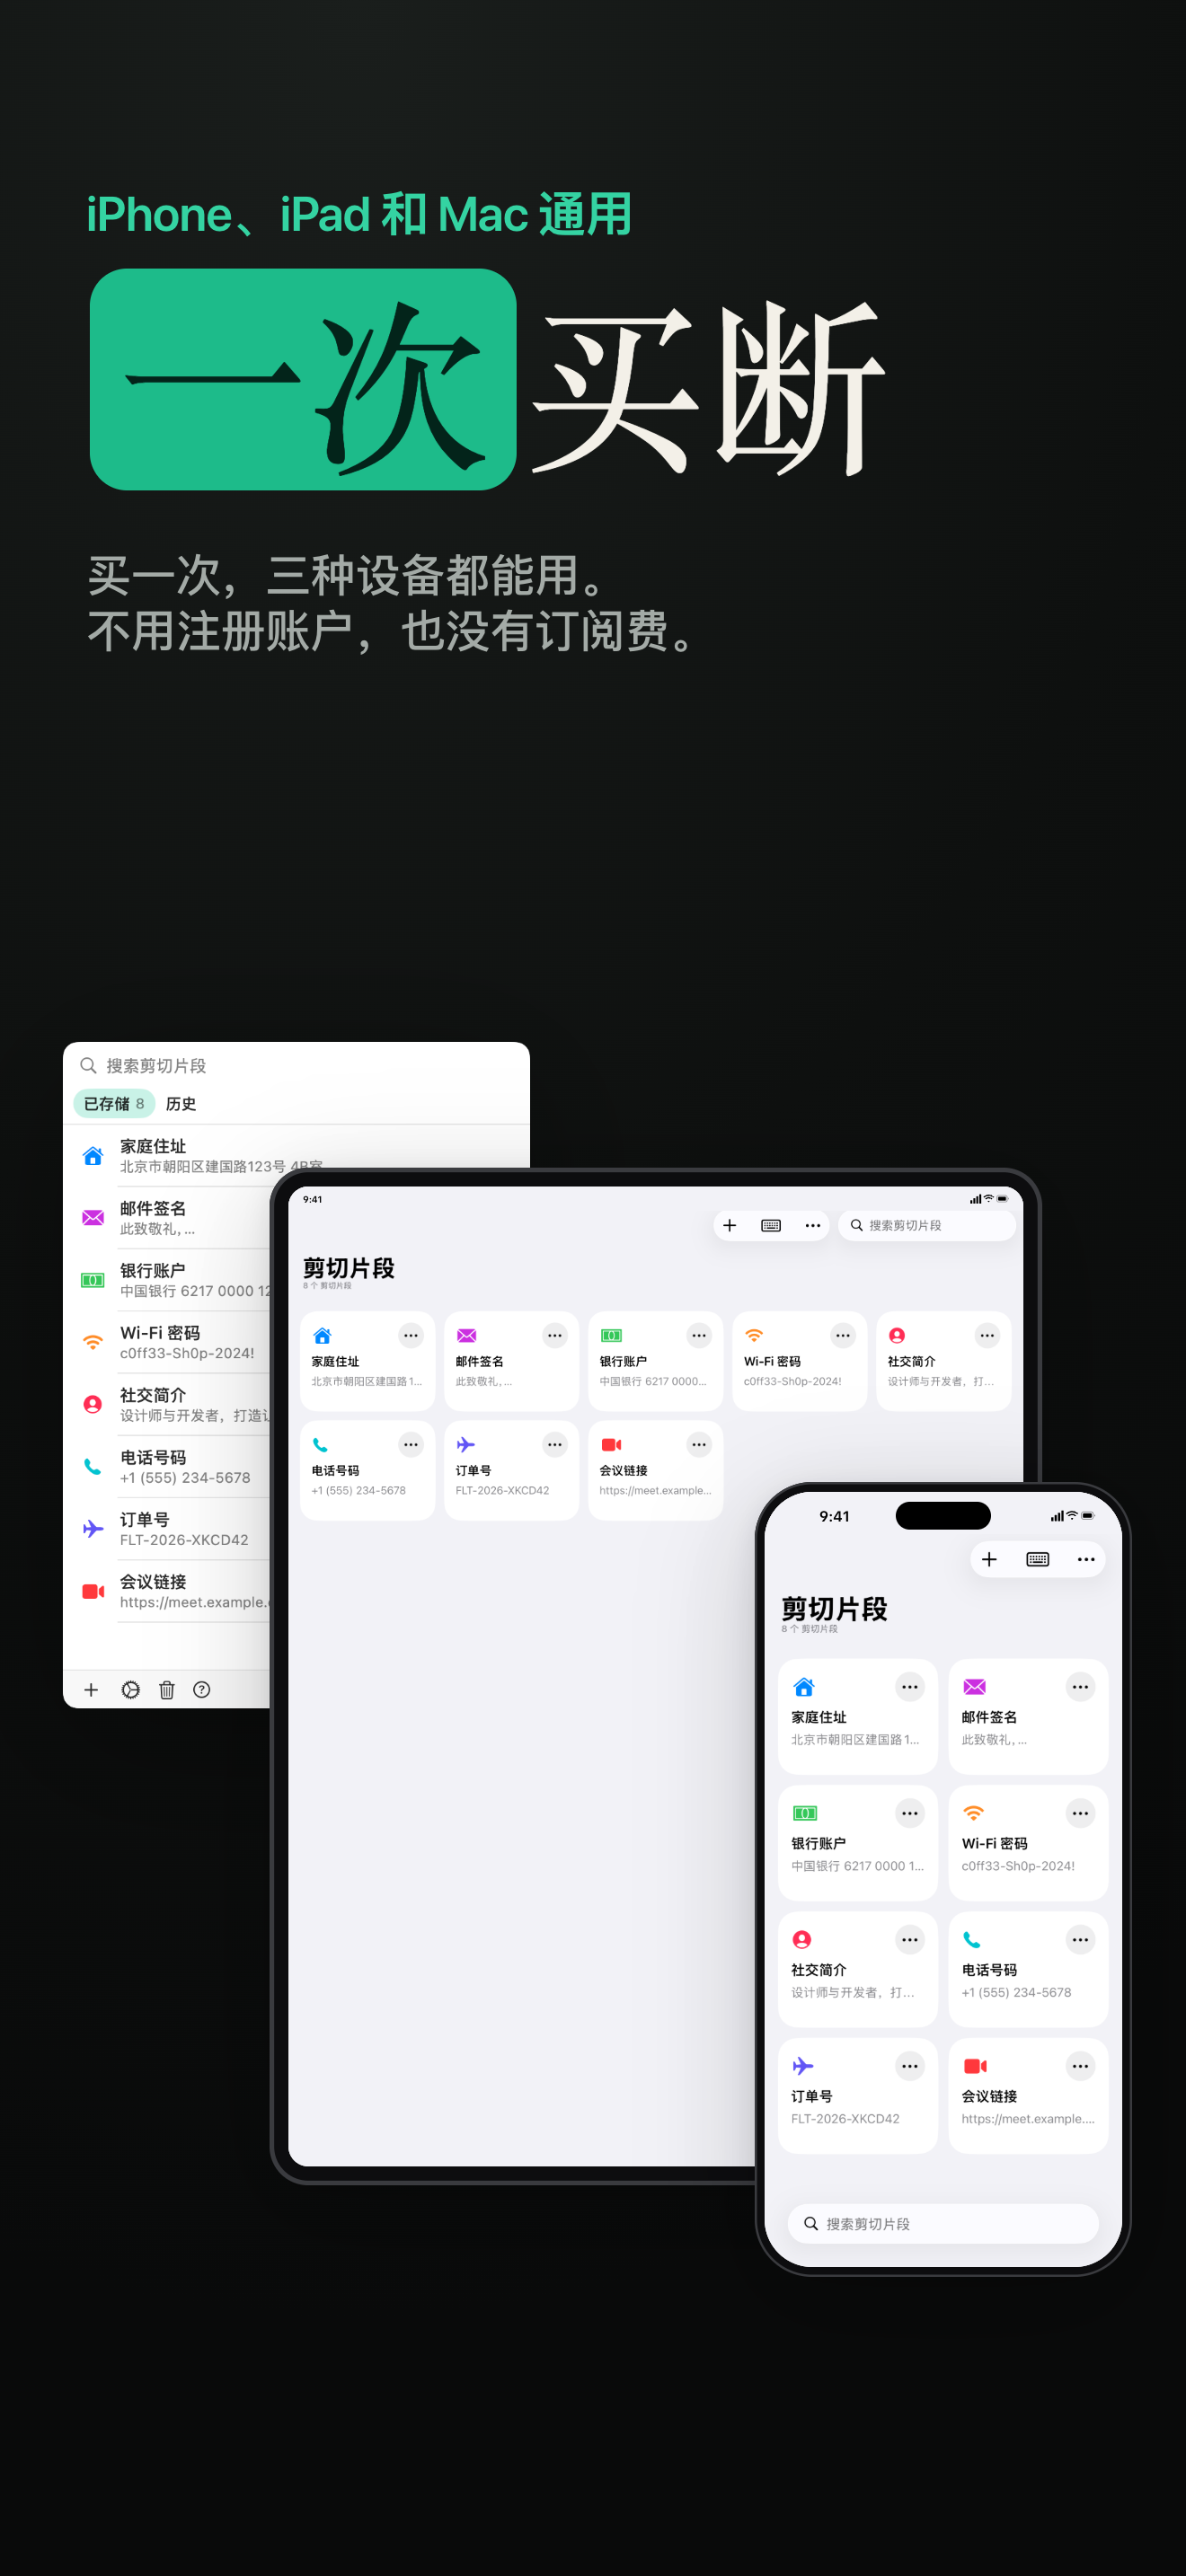 iPhone、iPad 和 Mac 通用
一次买断
买一次，三种设备都能用。
不用注册账户，也没有订阅费。
搜索剪切片段
已存储 8 历史
家庭住址
北京市朝阳区建国路123号 4B室
邮件签名
此致敬礼, ...
银行账户
中国银行 6217 0000 12
Wi-Fi 密码
c0ff33-Sh0p-2024!
社交简介
设计师与开发者，打造让
电话号码
+1 (555) 234-5678
订单号
FLT-2026-XKCD42
会议链接
https://meet.example.c
9:41
搜索剪切片段
剪切片段
8 个 剪切片段
家庭住址
北京市朝阳区建国路1...
邮件签名
此致敬礼, ...
银行账户
中国银行 6217 0000...
Wi-Fi 密码
c0ff33-Sh0p-2024!
社交简介
设计师与开发者，打...
电话号码
+1 (555) 234-5678
订单号
FLT-2026-XKCD42
会议链接
https://meet.example...
9:41
剪切片段
8 个 剪切片段
家庭住址
北京市朝阳区建国路1...
邮件签名
此致敬礼, ...
银行账户
中国银行 6217 0000 1...
Wi-Fi 密码
c0ff33-Sh0p-2024!
社交简介
设计师与开发者，打...
电话号码
+1 (555) 234-5678
订单号
FLT-2026-XKCD42
会议链接
https://meet.example....
搜索剪切片段